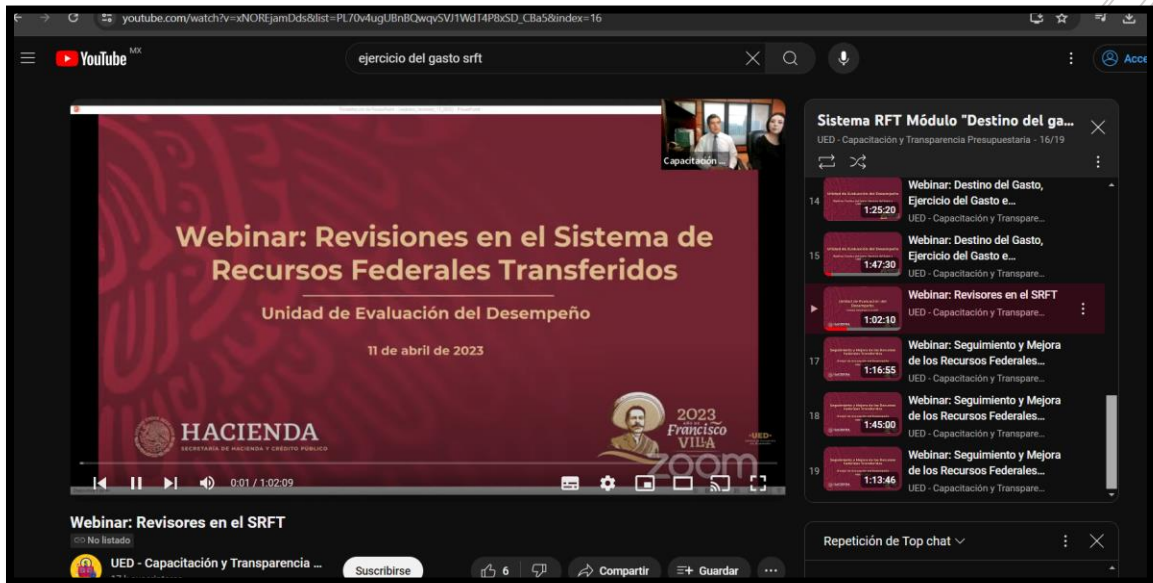 youtube.com/watch?v=xNOREjamDds&list=PL70v4ugUBnBQwqvSVJ1WdT4P8xSD_CBa5&index=16
YouTube MX
ejercicio del gasto srft
Acce
Capacitación ...
Webinar: Revisiones en el Sistema de
Recursos Federales Transferidos
Unidad de Evaluación del Desempeño
11 de abril de 2023
HACIENDA
SECRETARÍA DE HACIENDA Y CRÉDITO PÚBLICO
2023
Francisco
VILLA
-UED-
zoom
0:01 / 1:02:09
Webinar: Revisores en el SRFT
No listado
UED - Capacitación y Transparencia ...
Suscribirse
6
Compartir
Guardar
Sistema RFT Módulo "Destino del ga...
UED - Capacitación y Transparencia Presupuestaria - 16/19
14
1:25:20
Webinar: Destino del Gasto,
Ejercicio del Gasto e...
UED - Capacitación y Transpare...
15
1:47:30
Webinar: Destino del Gasto,
Ejercicio del Gasto e...
UED - Capacitación y Transpare...
1:02:10
Webinar: Revisores en el SRFT
UED - Capacitación y Transpare...
17
1:16:55
Webinar: Seguimiento y Mejora
de los Recursos Federales...
UED - Capacitación y Transpare...
18
1:45:00
Webinar: Seguimiento y Mejora
de los Recursos Federales...
UED - Capacitación y Transpare...
19
1:13:46
Webinar: Seguimiento y Mejora
de los Recursos Federales...
UED - Capacitación y Transpare...
Repetición de Top chat